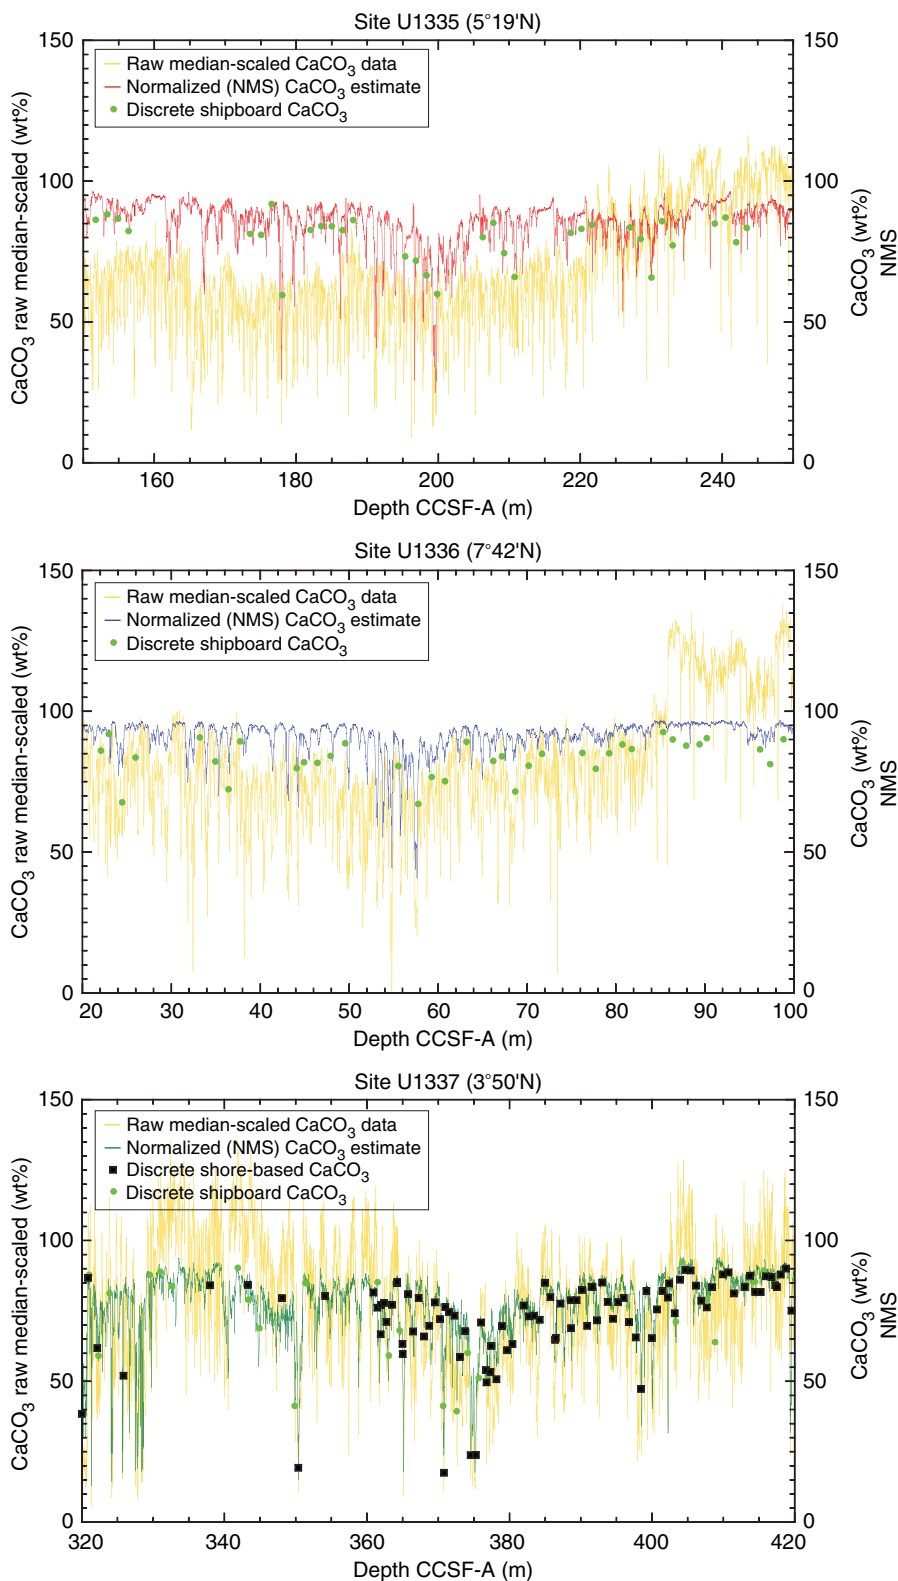 Site U1335 (5°19'N)
Raw median-scaled CaCO3 data
Normalized (NMS) CaCO3 estimate
Discrete shipboard CaCO3
CaCO3 raw median-scaled (wt%)
CaCO3 (wt%)
NMS
150
100
50
0
150
100
50
0
160 180 200 220 240
Depth CCSF-A (m)
Site U1336 (7°42'N)
Raw median-scaled CaCO3 data
Normalized (NMS) CaCO3 estimate
Discrete shipboard CaCO3
CaCO3 raw median-scaled (wt%)
CaCO3 (wt%)
NMS
150
100
50
0
150
100
50
0
20 30 40 50 60 70 80 90 100
Depth CCSF-A (m)
Site U1337 (3°50'N)
Raw median-scaled CaCO3 data
Normalized (NMS) CaCO3 estimate
Discrete shore-based CaCO3
Discrete shipboard CaCO3
CaCO3 raw median-scaled (wt%)
CaCO3 (wt%)
NMS
150
100
50
0
150
100
50
0
320 340 360 380 400 420
Depth CCSF-A (m)